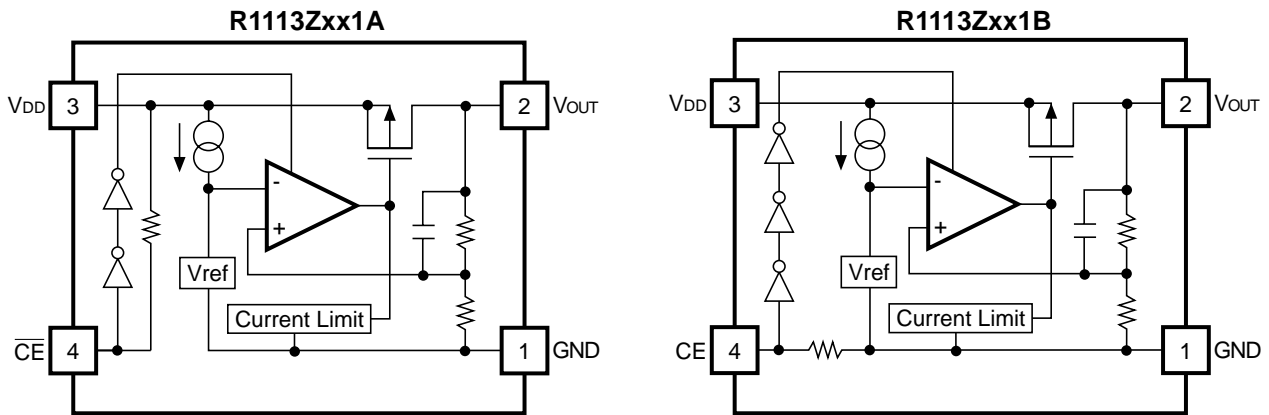 R1113Zxx1A
VDD
3
2
VOUT
-
+
Vref
Current Limit
C̅E̅
4
1
GND
R1113Zxx1B
VDD
3
2
VOUT
-
+
Vref
Current Limit
CE
4
1
GND